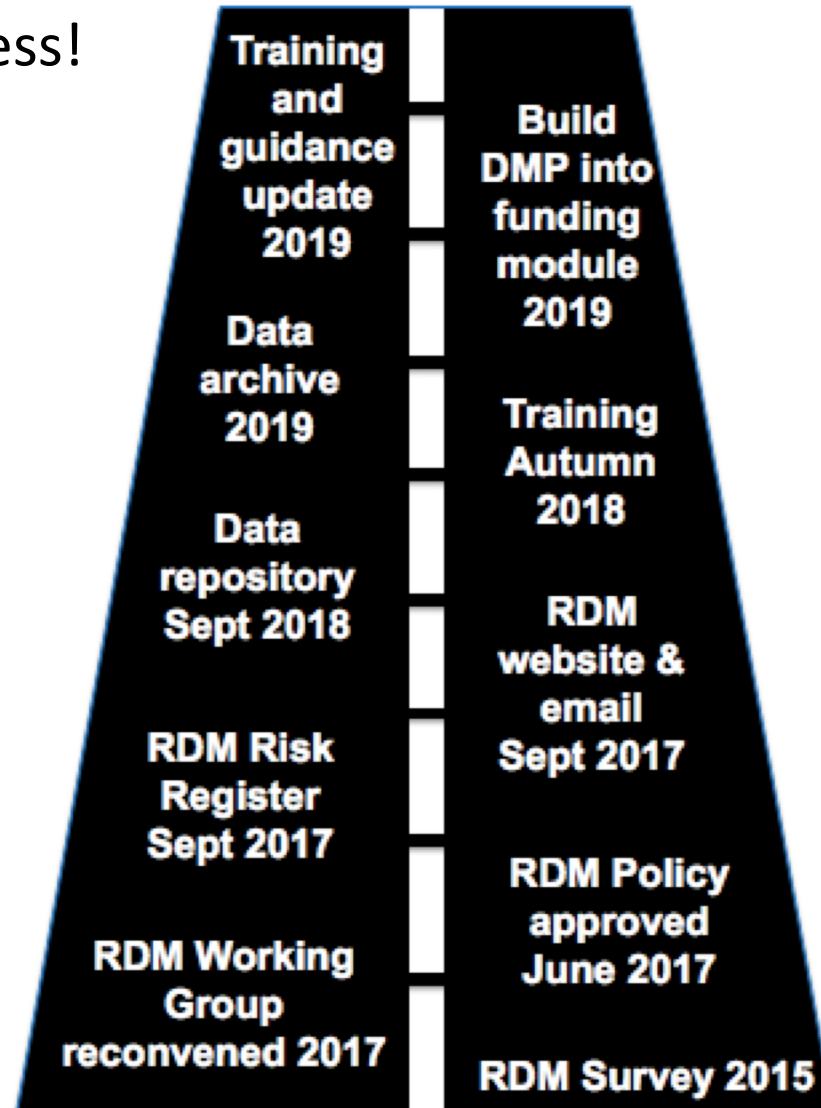 ess!
Training
and
guidance
update
2019
Data
archive
2019
Data
repository
Sept 2018
RDM Risk
Register
Sept 2017
RDM Working
Group
reconvened 2017
Build
DMP into
funding
module
2019
Training
Autumn
2018
RDM
website &
email
Sept 2017
RDM Policy
approved
June 2017
RDM Survey 2015